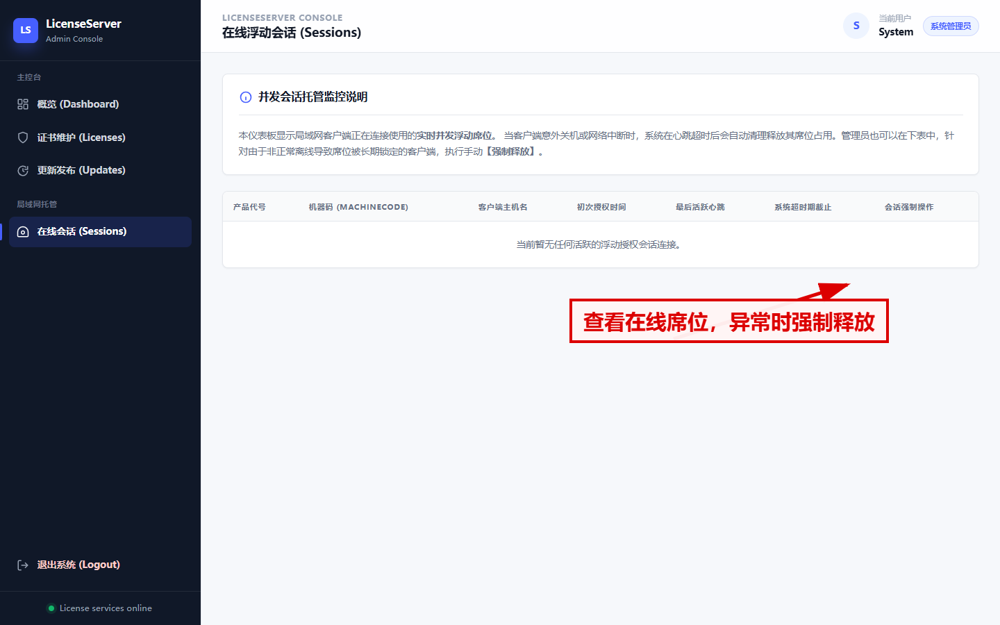 LS
LicenseServer
Admin Console
主控台
概览 (Dashboard)
证书维护 (Licenses)
更新发布 (Updates)
局域网托管
在线会话 (Sessions)
退出系统 (Logout)
License services online
LICENSESERVER CONSOLE
在线浮动会话 (Sessions)
S
当前用户
System
系统管理员
并发会话托管监控说明
本仪表板显示局域网客户端正在连接使用的实时并发浮动席位。 当客户端意外关机或网络中断时，系统在心跳超时后会自动清理释放其席位占用。管理员也可以在下表中，针
对由于非正常离线导致席位被长期锁定的客户端，执行手动【强制释放】。
产品代号 机器码 (MACHINECODE) 客户端主机名 初次授权时间 最后活跃心跳 系统超时期截止 会话强制操作
当前暂无任何活跃的浮动授权会话连接。
查看在线席位，异常时强制释放